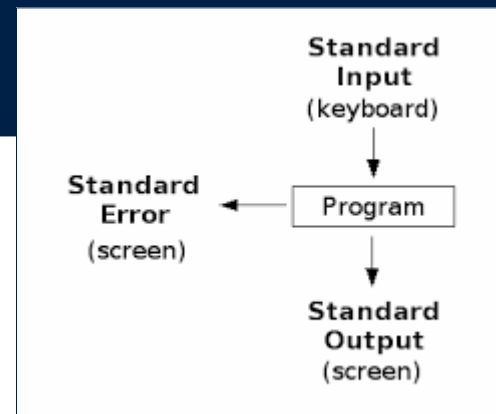 Standard
Input
(keyboard)
Standard
Error
(screen)
Program
Standard
Output
(screen)